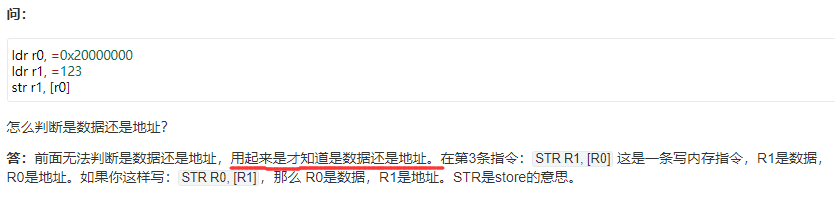 问：
ldr r0, =0x20000000
ldr r1, =123
str r1, [r0]
怎么判断是数据还是地址？
答：前面无法判断是数据还是地址，用起来是才知道是数据还是地址。在第3条指令：STR R1, [R0] 这是一条写内存指令，R1是数据，
R0是地址。如果你这样写：STR R0, [R1]，那么 R0是数据，R1是地址。STR是store的意思。